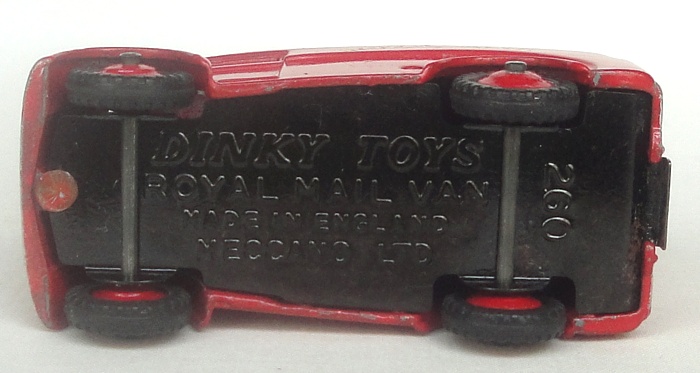 DINKY TOYS
ROYAL MAIL VAN
MADE IN ENGLAND
MECCANO LTD
260